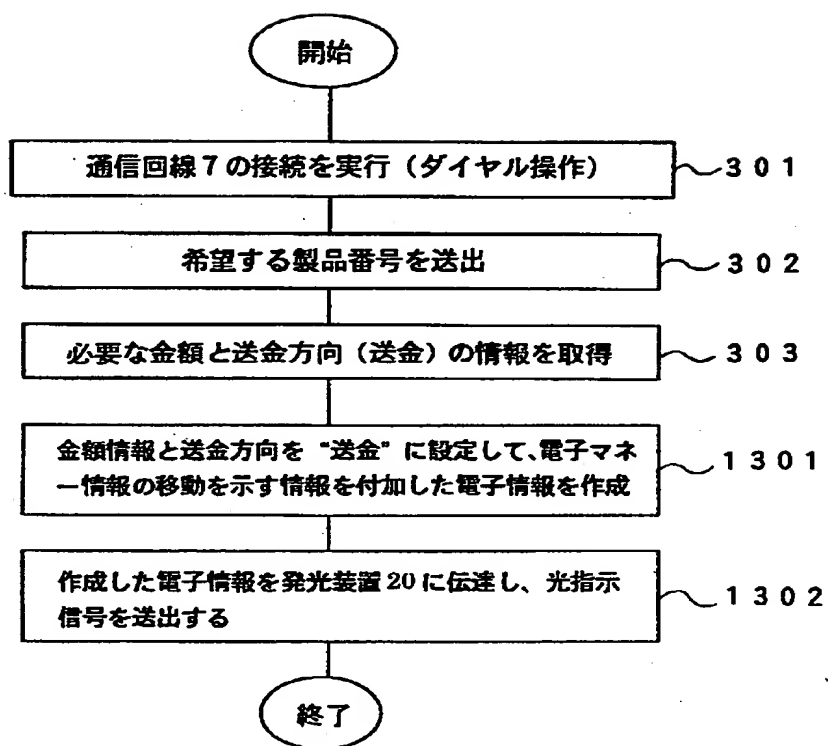 開始
通信回線7の接続を実行（ダイヤル操作） 301
希望する製品番号を送出 302
必要な金額と送金方向（送金）の情報を取得 303
金額情報と送金方向を“送金”に設定して、電子マネ
ー情報の移動を示す情報を付加した電子情報を作成 1301
作成した電子情報を発光装置20に伝達し、光指示
信号を送出する 1302
終了